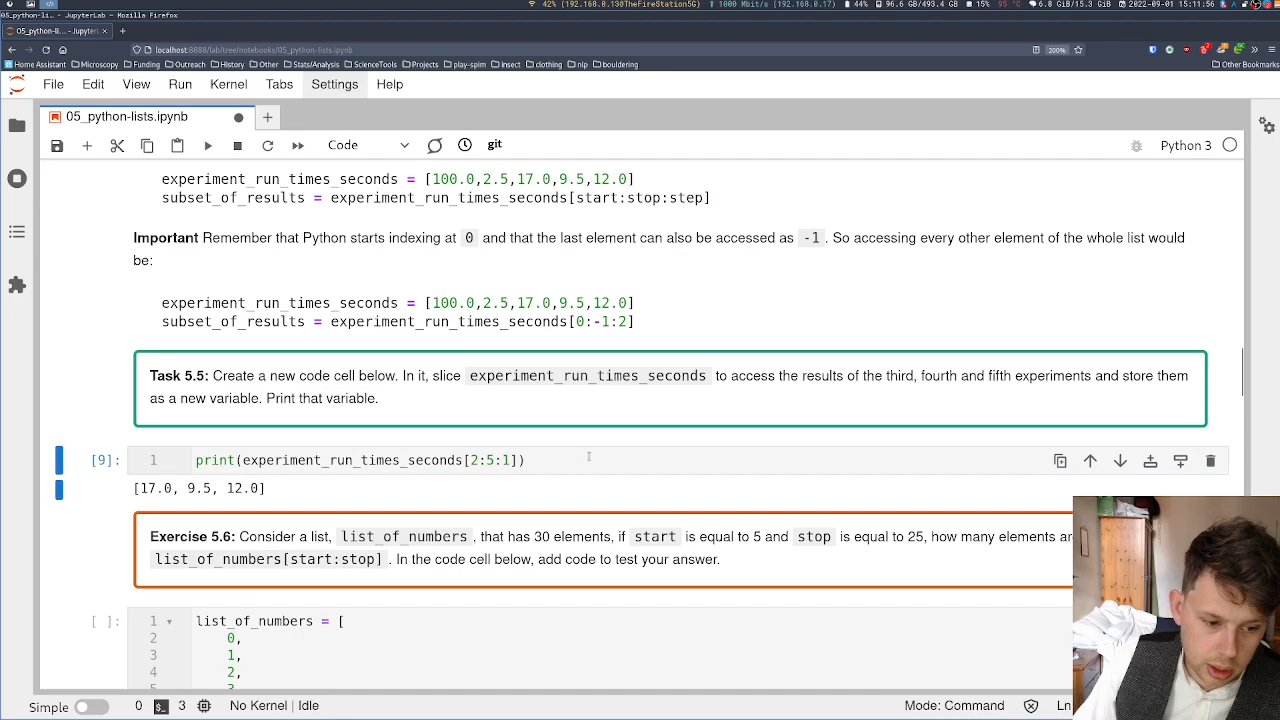 42% (192.168.0.130TheFireStation5G) 1000 Mbit/s (192.168.0.17) 44% 96.6 GB/493.4 GB 15% 95 °C 6.8 GiB/15.3 GiB 2022-09-01 15:11:56
05_python-li... - JupyterLab - Mozilla Firefox
05_python-li... - Jupyter
localhost:8888/lab/tree/notebooks/05_python-lists.ipynb 200%
Home Assistant Microscopy Funding Outreach History Other Stats/Analysis ScienceTools Projects play-spim insect clothing nip bouldering Other Bookmarks
File Edit View Run Kernel Tabs Settings Help
05_python-lists.ipynb
Code git Python 3
experiment_run_times_seconds = [100.0,2.5,17.0,9.5,12.0]
subset_of_results = experiment_run_times_seconds[start:stop:step]
Important Remember that Python starts indexing at 0 and that the last element can also be accessed as -1 . So accessing every other element of the whole list would
be:
experiment_run_times_seconds = [100.0,2.5,17.0,9.5,12.0]
subset_of_results = experiment_run_times_seconds[0:-1:2]
Task 5.5: Create a new code cell below. In it, slice experiment_run_times_seconds to access the results of the third, fourth and fifth experiments and store them
as a new variable. Print that variable.
[9]: 1 print(experiment_run_times_seconds[2:5:1])
[17.0, 9.5, 12.0]
Exercise 5.6: Consider a list, list_of_numbers , that has 30 elements, if start is equal to 5 and stop is equal to 25, how many elements
list_of_numbers[start:stop] . In the code cell below, add code to test your answer.
[ ]: 1 list_of_numbers = [
2 0,
3 1,
4 2,
5 3,
Simple 0 3 No Kernel | Idle Mode: Command Ln